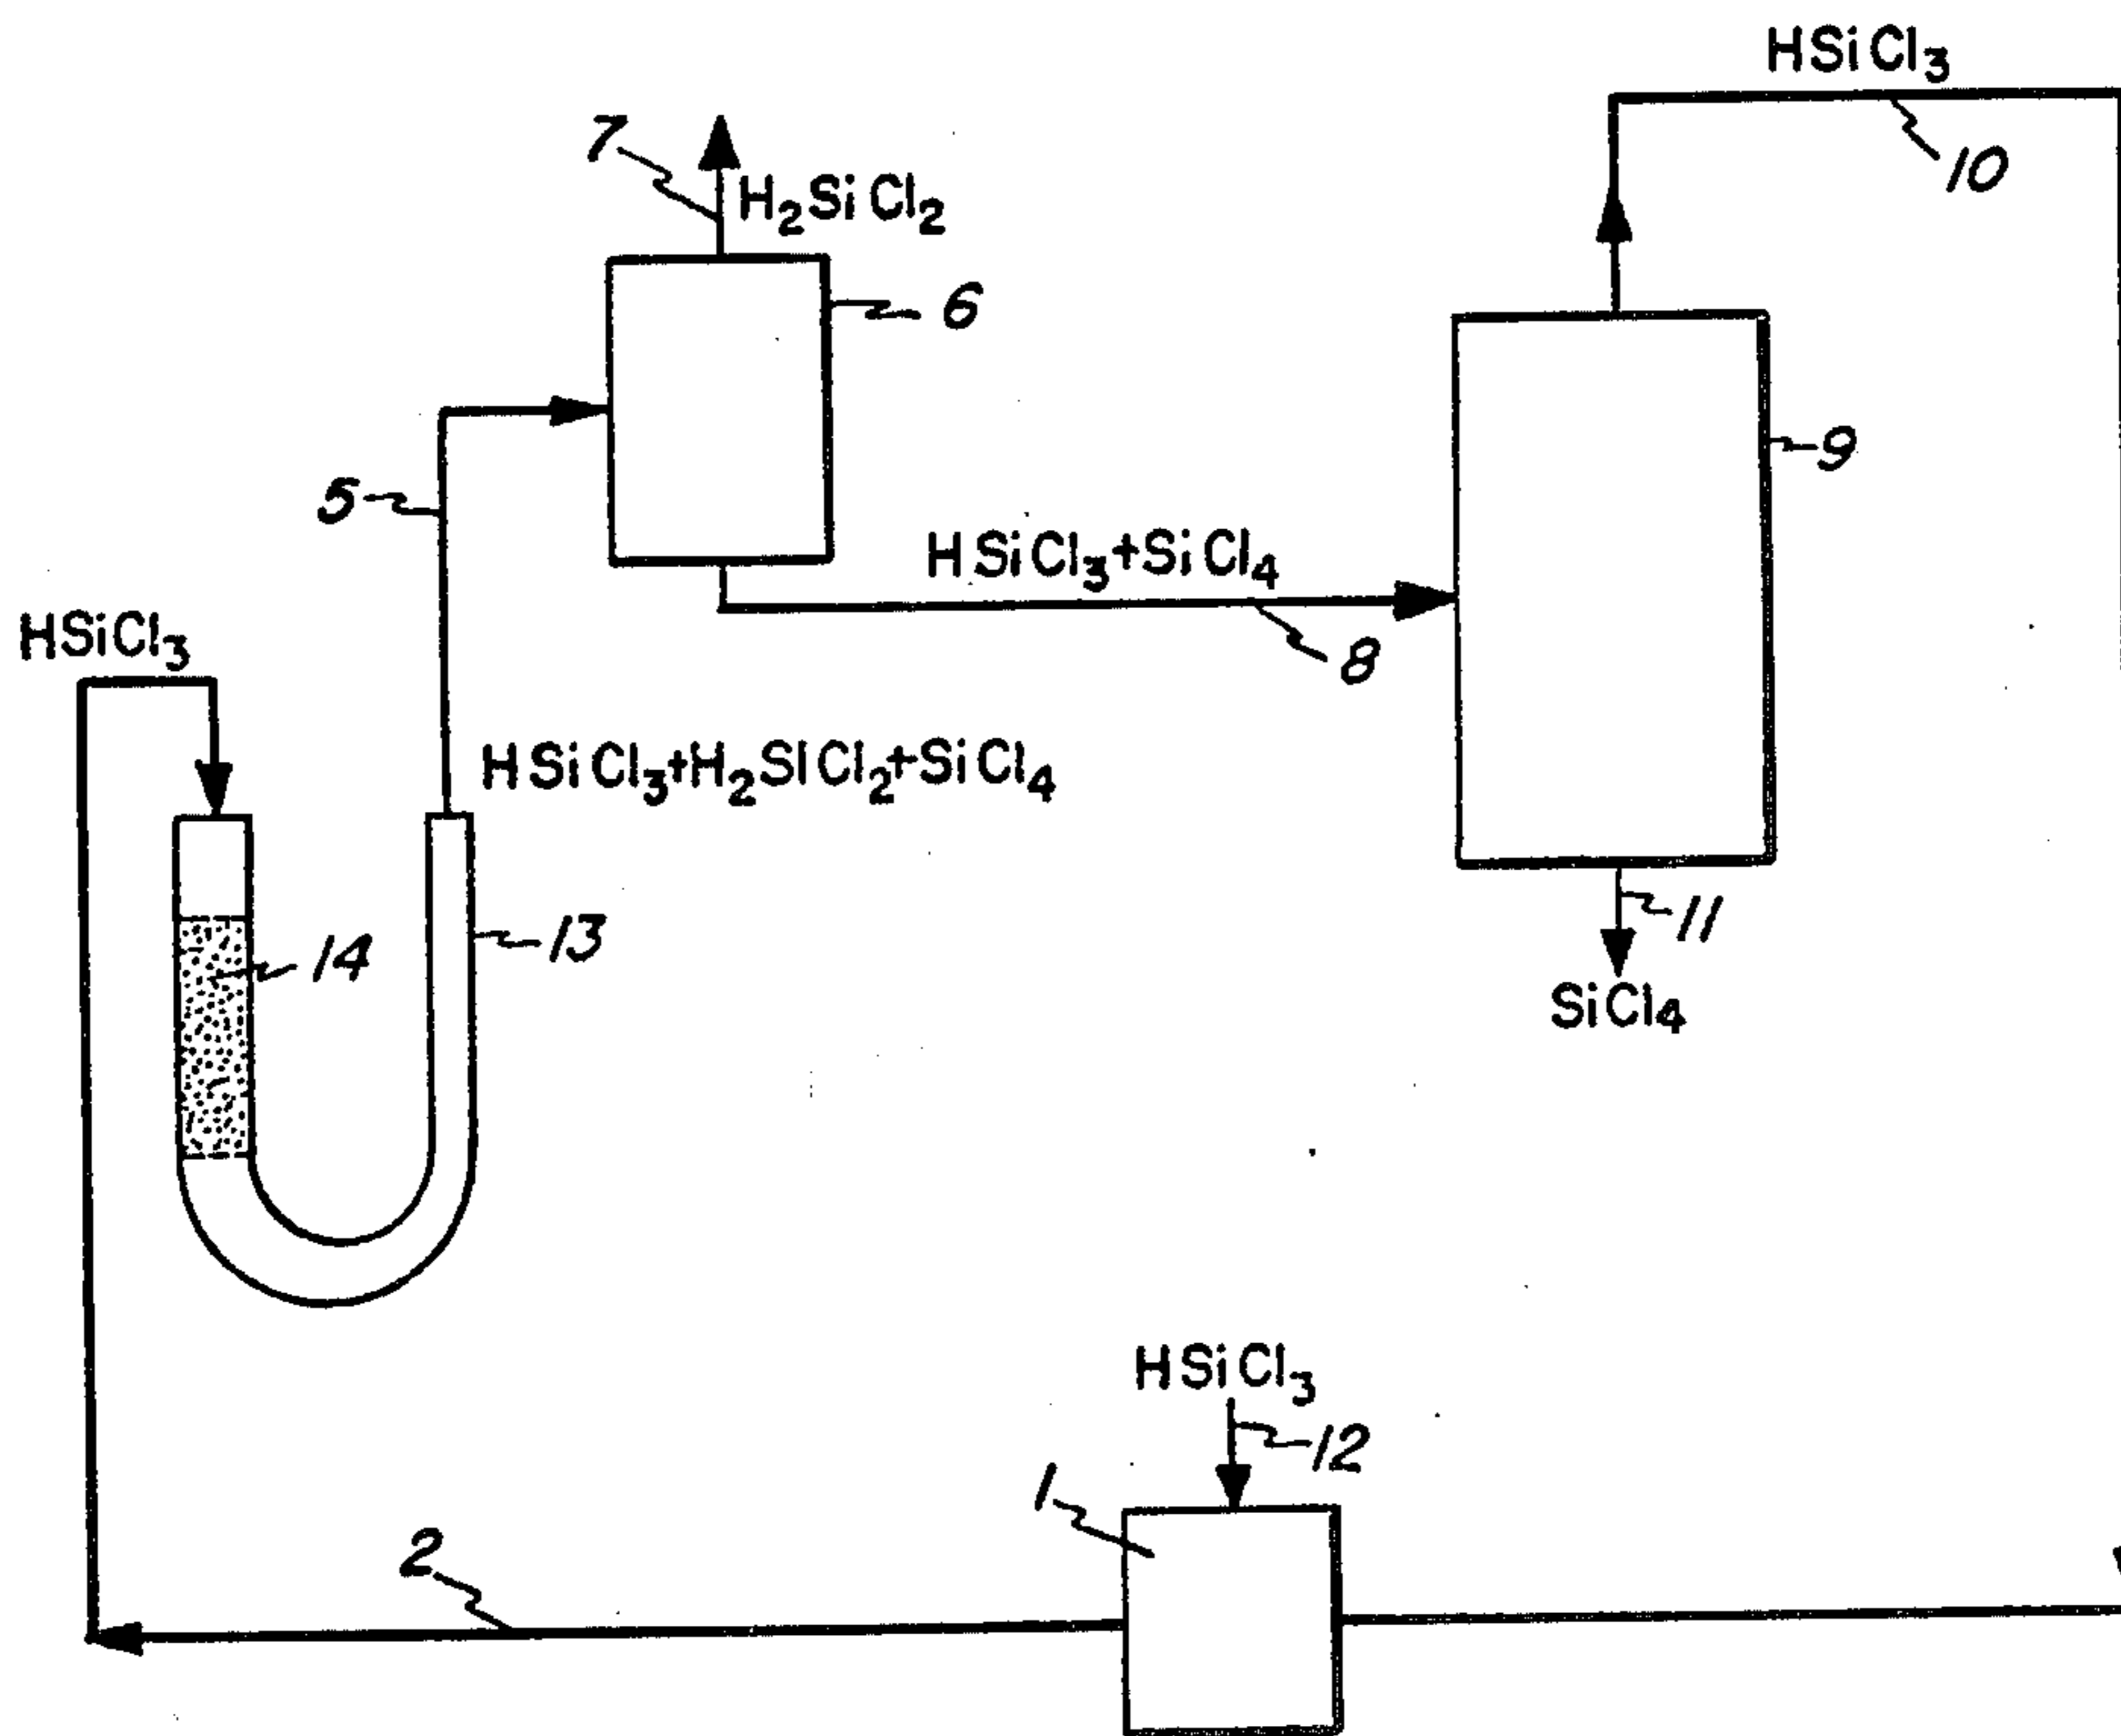 HSiCl₃
10
7
H₂SiCl₂
6
9
5
HSiCl₃+SiCl₄
8
HSiCl₃
HSiCl₃+H₂SiCl₂+SiCl₄
14
13
11
SiCl₄
HSiCl₃
12
1
2